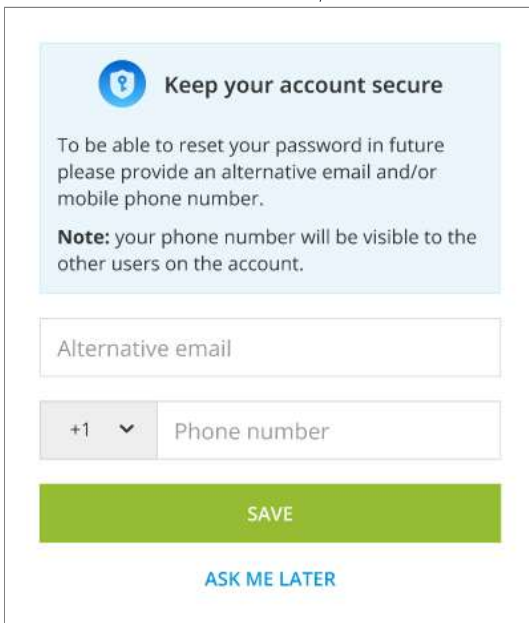 Keep your account secure
To be able to reset your password in future
please provide an alternative email and/or
mobile phone number.
Note: your phone number will be visible to the
other users on the account.
Alternative email
+1 Phone number
SAVE
ASK ME LATER